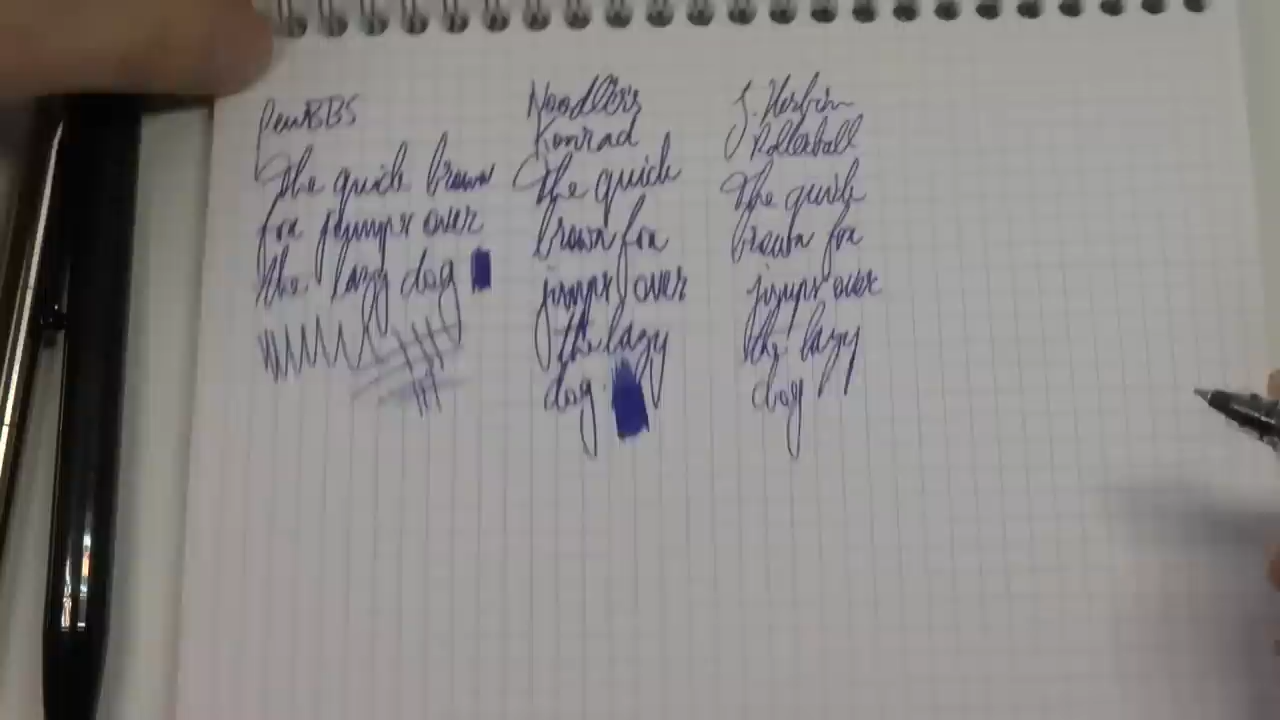 PenBBS
The quick brown
fox jumps over
the lazy dog
Noodler's
Konrad
The quick
brown fox
jumps over
the lazy
dog
J. Herbin
Rollerball
The quick
brown fox
jumps over
the lazy
dog